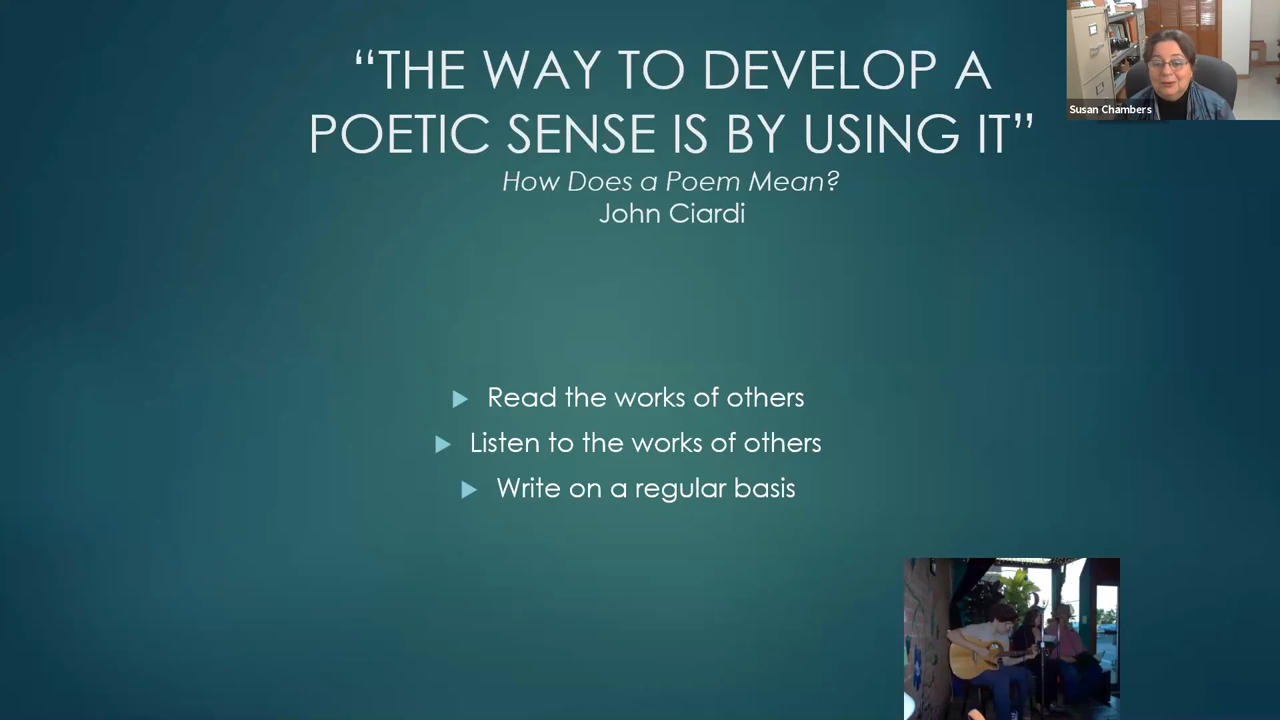 “THE WAY TO DEVELOP A
POETIC SENSE IS BY USING IT”
How Does a Poem Mean?
John Ciardi
Susan Chambers
Read the works of others
Listen to the works of others
Write on a regular basis